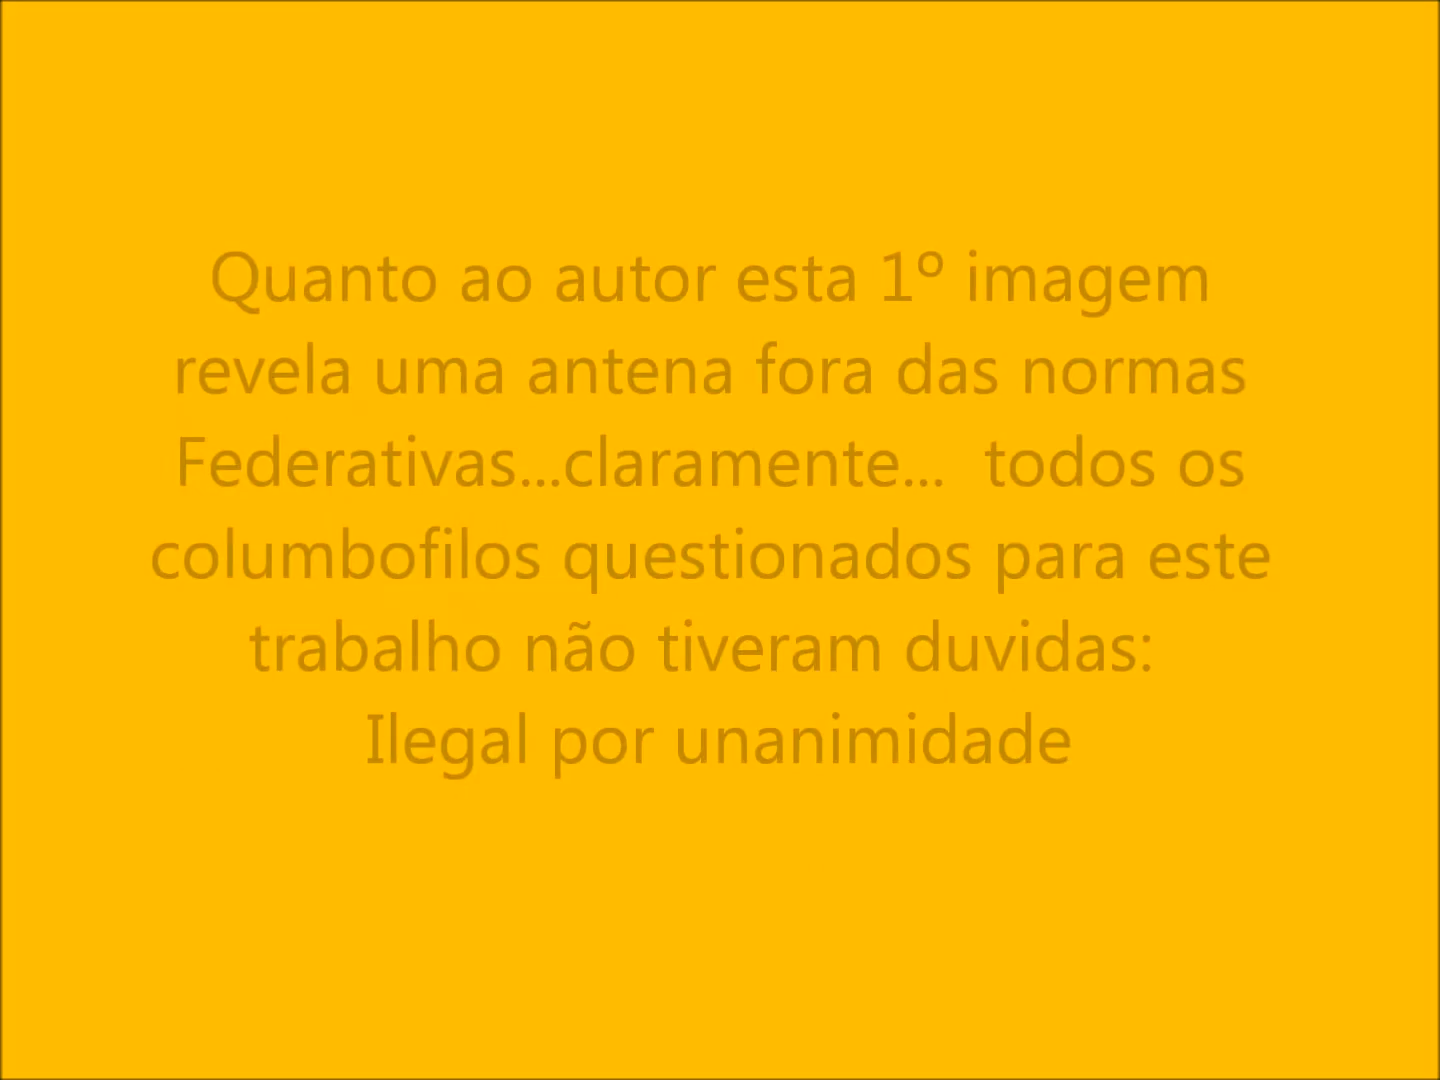 Quanto ao autor esta 1º imagem
revela uma antena fora das normas
Federativas...claramente... todos os
columbofilos questionados para este
trabalho não tiveram duvidas:
Ilegal por unanimidade